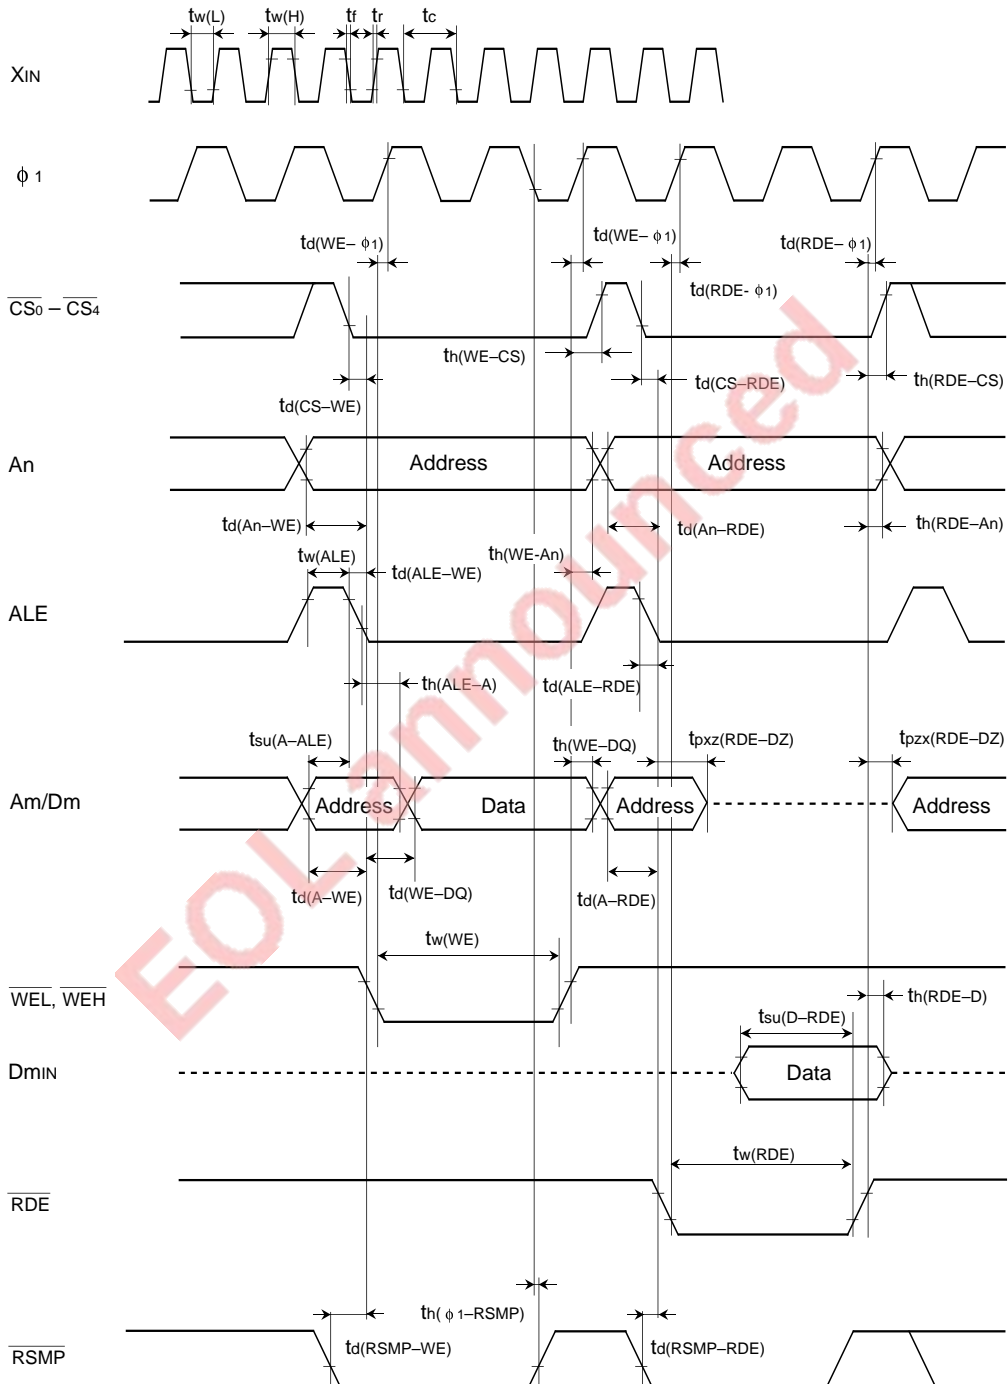 tw(L) tw(H) tf tr tc
XIN
ϕ 1
td(WE– ϕ1) td(WE– ϕ1) td(RDE– ϕ1)
td(RDE- ϕ1)
CS0 – CS4
th(WE–CS)
td(CS–WE) td(CS–RDE) th(RDE–CS)
An Address Address
td(An–WE) td(An–RDE) th(RDE–An)
tw(ALE) td(ALE–WE) th(WE-An)
ALE
th(ALE–A) td(ALE–RDE)
tsu(A–ALE) th(WE–DQ) tpxz(RDE–DZ) tpzx(RDE–DZ)
Am/Dm Address Data Address Address
td(A–WE) td(WE–DQ) td(A–RDE)
tw(WE)
WEL, WEH
th(RDE–D)
tsu(D–RDE)
DmIN Data
tw(RDE)
RDE
th( ϕ1–RSMP)
td(RSMP–WE) td(RSMP–RDE)
RSMP
EOL announced